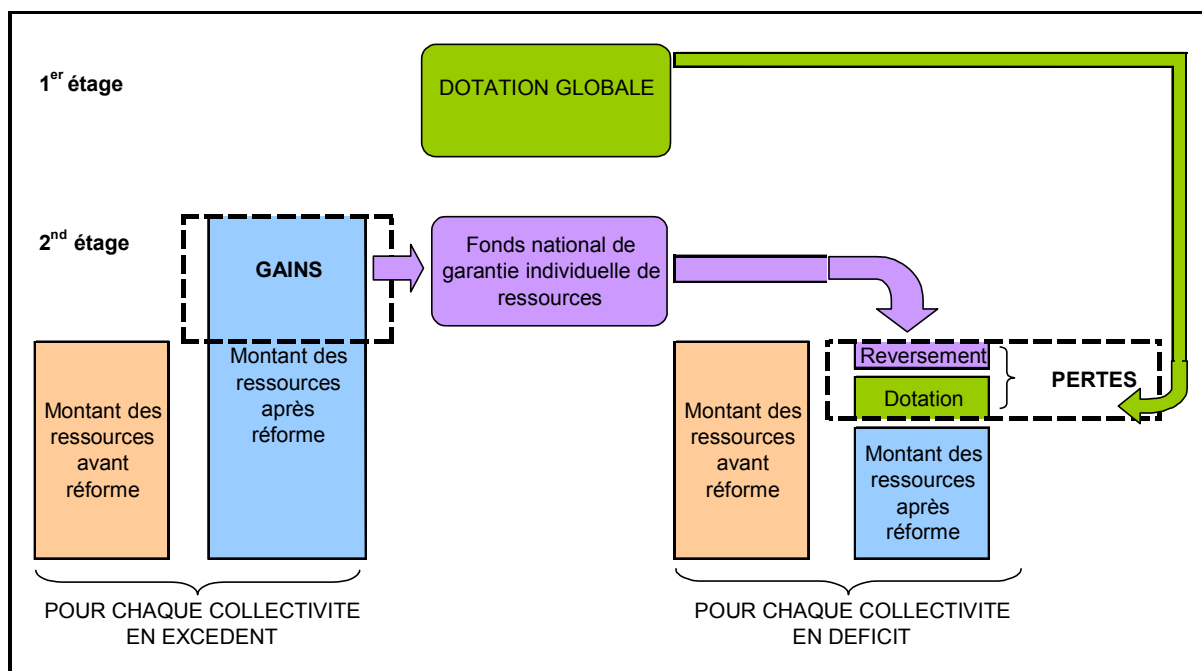 1er étage
DOTATION GLOBALE
2nd étage
GAINS
Fonds national de
garantie individuelle de
ressources
Montant des
ressources
avant
réforme
Montant des
ressources
après
réforme
Montant des
ressources
avant
réforme
Reversement
Dotation
PERTES
Montant des
ressources
après
réforme
POUR CHAQUE COLLECTIVITE
EN EXCEDENT
POUR CHAQUE COLLECTIVITE
EN DEFICIT